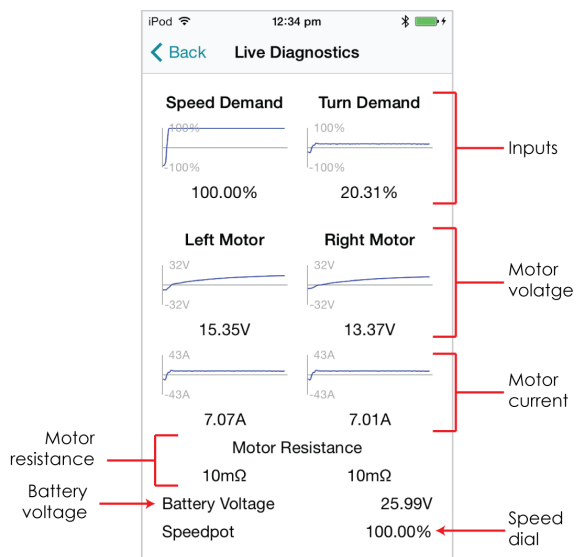 iPod 12:34 pm
Back Live Diagnostics
Speed Demand Turn Demand
100% 100%
-100% -100%
100.00% 20.31%
Inputs
Left Motor Right Motor
32V 32V
-32V -32V
15.35V 13.37V
Motor
volatge
43A 43A
-43A -43A
7.07A 7.01A
Motor
current
Motor
resistance
Motor Resistance
10mΩ 10mΩ
Battery
voltage
Battery Voltage 25.99V
Speedpot 100.00%
Speed
dial